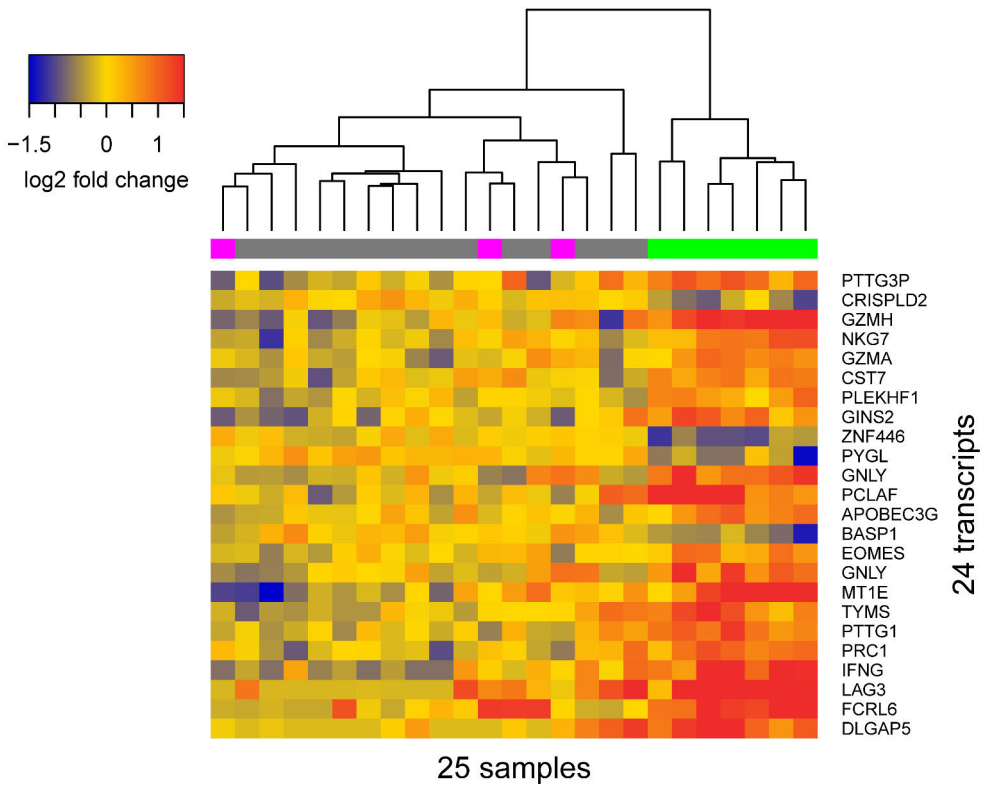 −1.5 0 1
log2 fold change
PTTG3P
CRISPLD2
GZMH
NKG7
GZMA
CST7
PLEKHF1
GINS2
ZNF446
PYGL
GNLY
PCLAF
APOBEC3G
BASP1
EOMES
GNLY
MT1E
TYMS
PTTG1
PRC1
IFNG
LAG3
FCRL6
DLGAP5
24 transcripts
25 samples